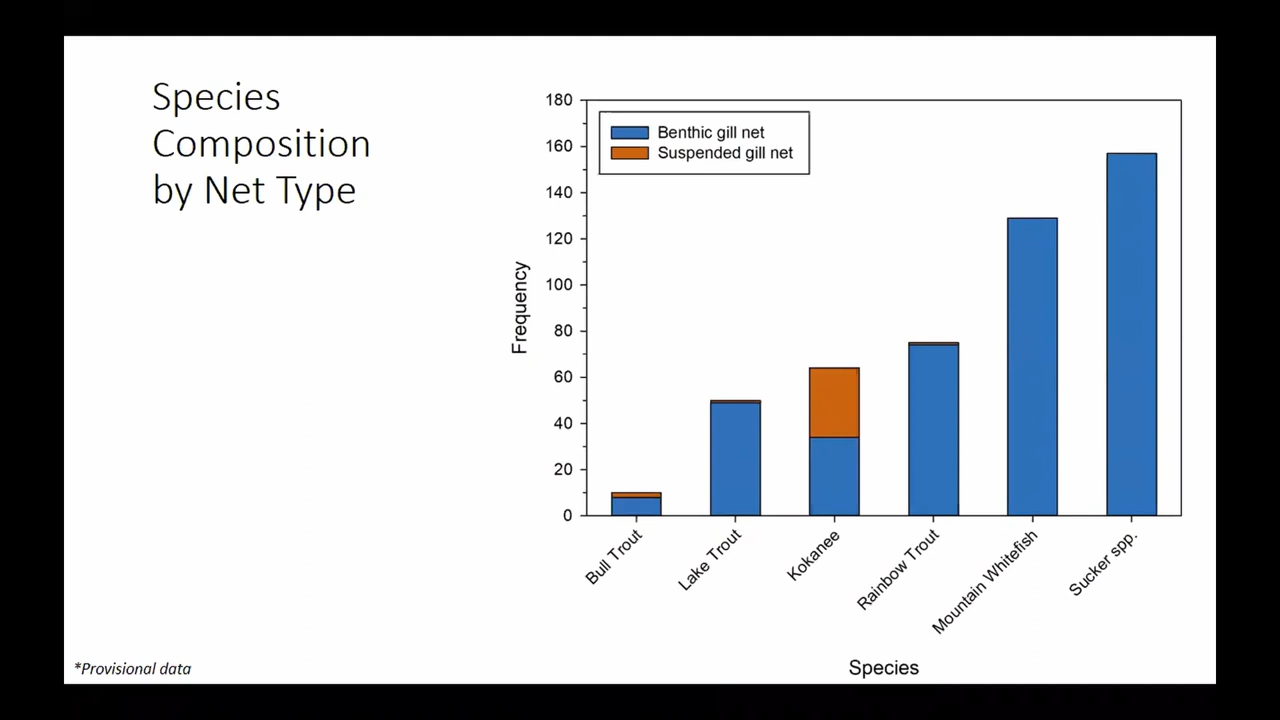 Species
Composition
by Net Type
180
160
140
120
100
80
60
40
20
0
Frequency
Benthic gill net
Suspended gill net
Bull Trout
Lake Trout
Kokanee
Rainbow Trout
Mountain Whitefish
Sucker spp.
Species
*Provisional data